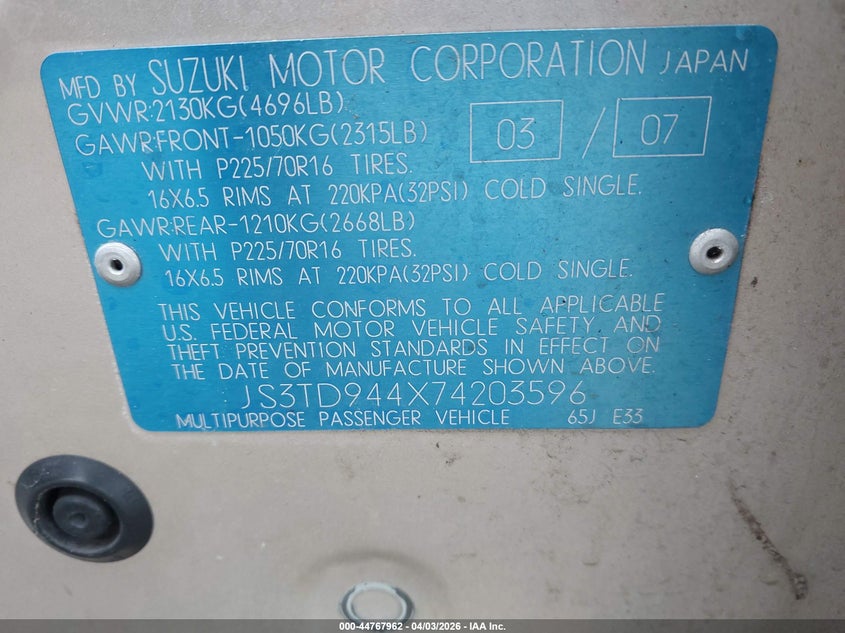 MFD BY SUZUKI MOTOR CORPORATION JAPAN
GVWR:2130KG(4696LB)
GAWR:FRONT-1050KG(2315LB)
03 / 07
WITH P225/70R16 TIRES.
16X6.5 RIMS AT 220KPA(32PSI) COLD SINGLE.
GAWR:REAR-1210KG(2668LB)
WITH P225/70R16 TIRES.
16X6.5 RIMS AT 220KPA(32PSI) COLD SINGLE.
THIS VEHICLE CONFORMS TO ALL APPLICABLE
U.S. FEDERAL MOTOR VEHICLE SAFETY AND
THEFT PREVENTION STANDARDS IN EFFECT ON
THE DATE OF MANUFACTURE SHOWN ABOVE.
JS3TD944X74203596
MULTIPURPOSE PASSENGER VEHICLE 65J E33
000-44767962 | 04/03/2026 - IAA Inc.